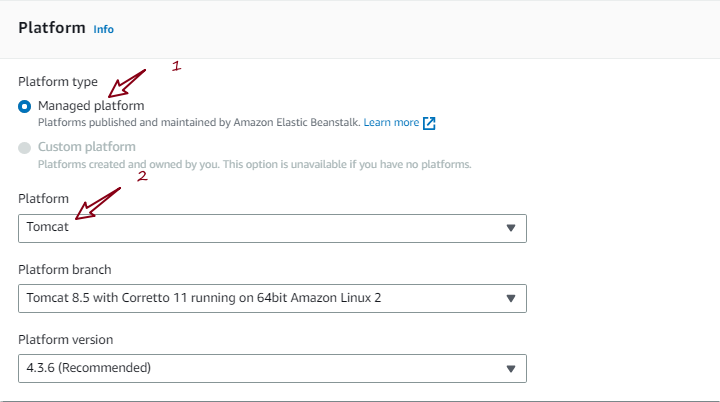 Platform Info
1
Platform type
Managed platform
Platforms published and maintained by Amazon Elastic Beanstalk. Learn more
Custom platform
Platforms created and owned by you. This option is unavailable if you have no platforms.
2
Platform
Tomcat
Platform branch
Tomcat 8.5 with Corretto 11 running on 64bit Amazon Linux 2
Platform version
4.3.6 (Recommended)